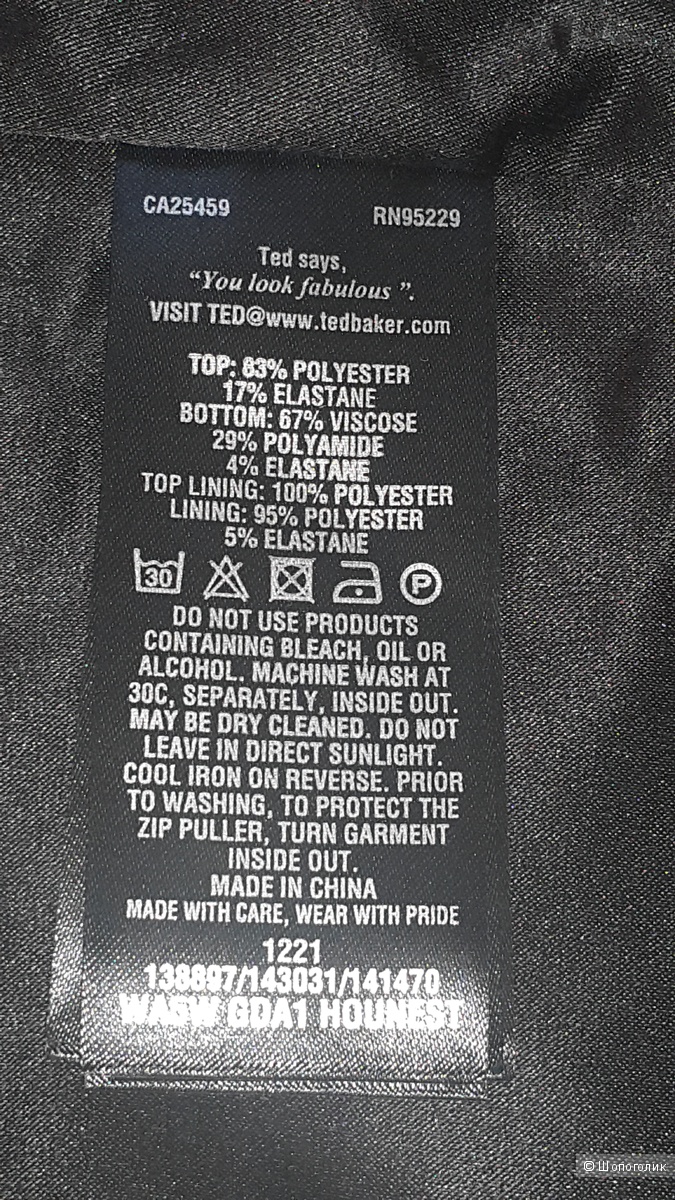 CA25459
RN95229
Ted says,
“You look fabulous ”.
VISIT TED@www.tedbaker.com
TOP: 83% POLYESTER
17% ELASTANE
BOTTOM: 67% VISCOSE
29% POLYAMIDE
4% ELASTANE
TOP LINING: 100% POLYESTER
LINING: 95% POLYESTER
5% ELASTANE
30 P
DO NOT USE PRODUCTS
CONTAINING BLEACH, OIL OR
ALCOHOL. MACHINE WASH AT
30C, SEPARATELY, INSIDE OUT.
MAY BE DRY CLEANED. DO NOT
LEAVE IN DIRECT SUNLIGHT.
COOL IRON ON REVERSE. PRIOR
TO WASHING, TO PROTECT THE
ZIP PULLER, TURN GARMENT
INSIDE OUT.
MADE IN CHINA
MADE WITH CARE, WEAR WITH PRIDE
1221
138897/143031/141470
GDA1 HOUNEST
© Шопоголик